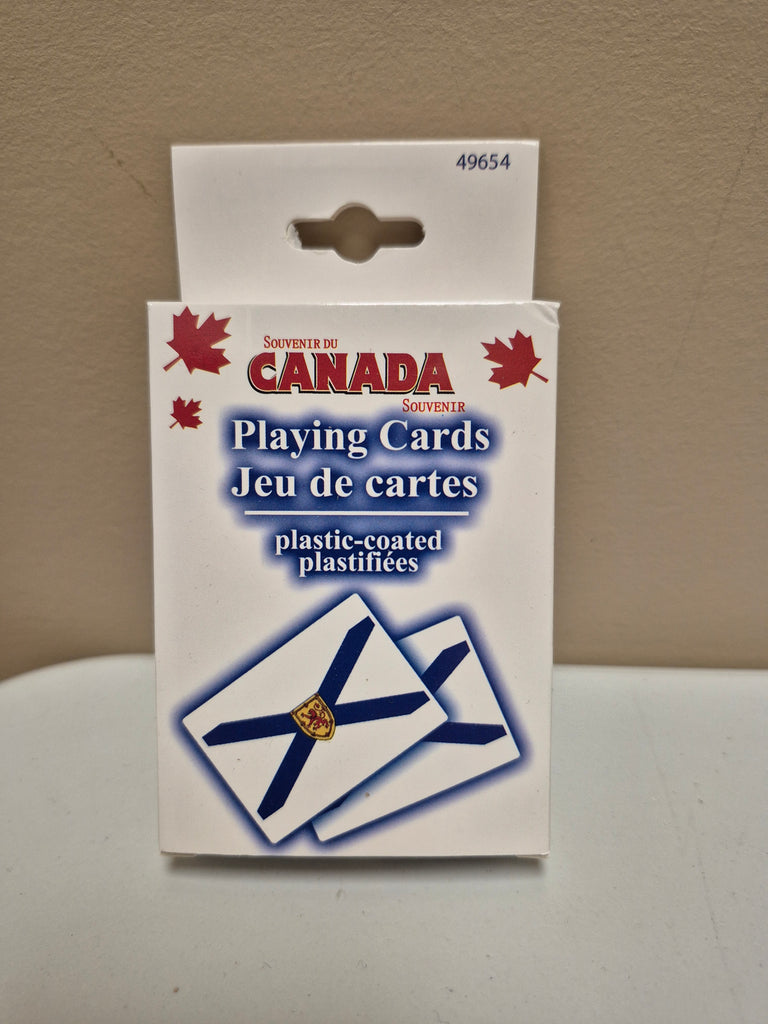 49654
SOUVENIR DU
CANADA
SOUVENIR
Playing Cards
Jeu de cartes
plastic-coated
plastifiées